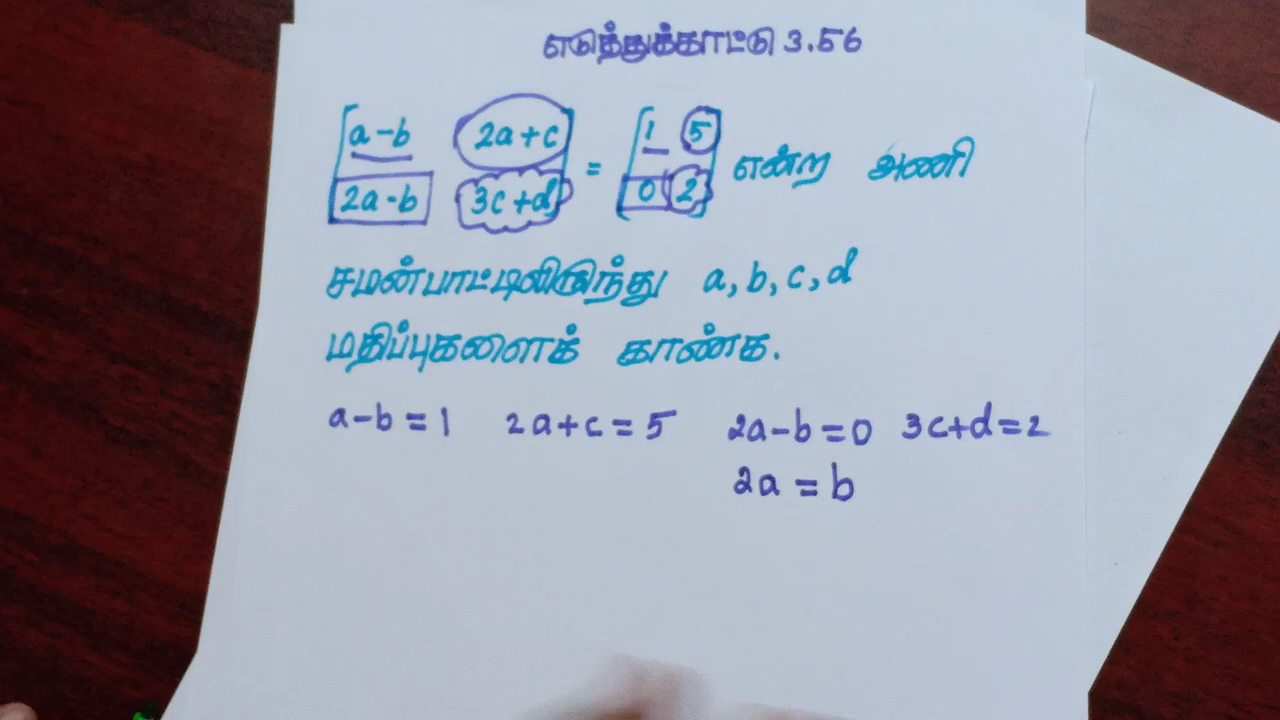 எடுத்துக்காட்டு 3.56
a-b 2a+c = 1 5 என்ற அணி
2a-b 3c+d 0 2
சமன்பாட்டிலிருந்து a, b, c, d
மதிப்புகளைக் காண்க.
a-b=1 2a+c=5 2a-b=0 3c+d=2
2a=b